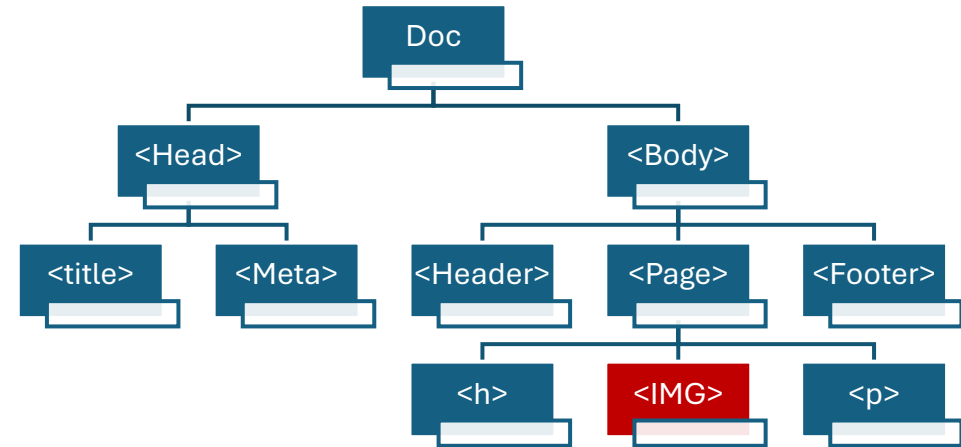 Doc
<Head>
<Body>
<title>
<Meta>
<Header>
<Page>
<Footer>
<h>
<IMG>
<p>